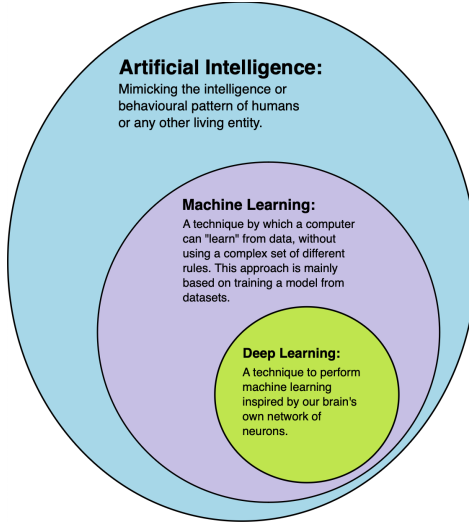 Artificial Intelligence:
Mimicking the intelligence or
behavioural pattern of humans
or any other living entity.
Machine Learning:
A technique by which a computer
can "learn" from data, without
using a complex set of different
rules. This approach is mainly
based on training a model from
datasets.
Deep Learning:
A technique to perform
machine learning
inspired by our brain's
own network of
neurons.